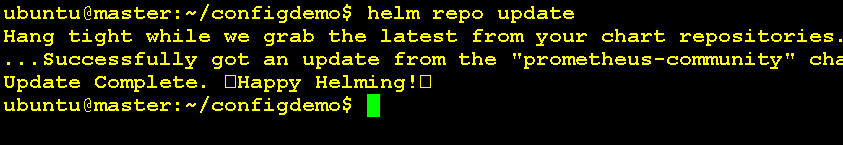 ubuntu@master:~/configdemo$ helm repo update
Hang tight while we grab the latest from your chart repositories.
...Successfully got an update from the "prometheus-community"
Update Complete. ⎕Happy Helming!⎕
ubuntu@master:~/configdemo$